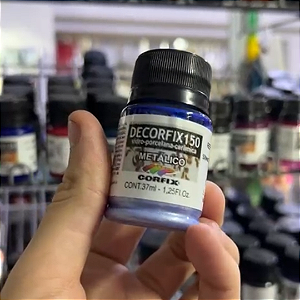 DECORFIX150
vidro-porcelana-cerâmica
METÁLICO
CORFIX
CONT.37ml - 1,25Fl.Oz.